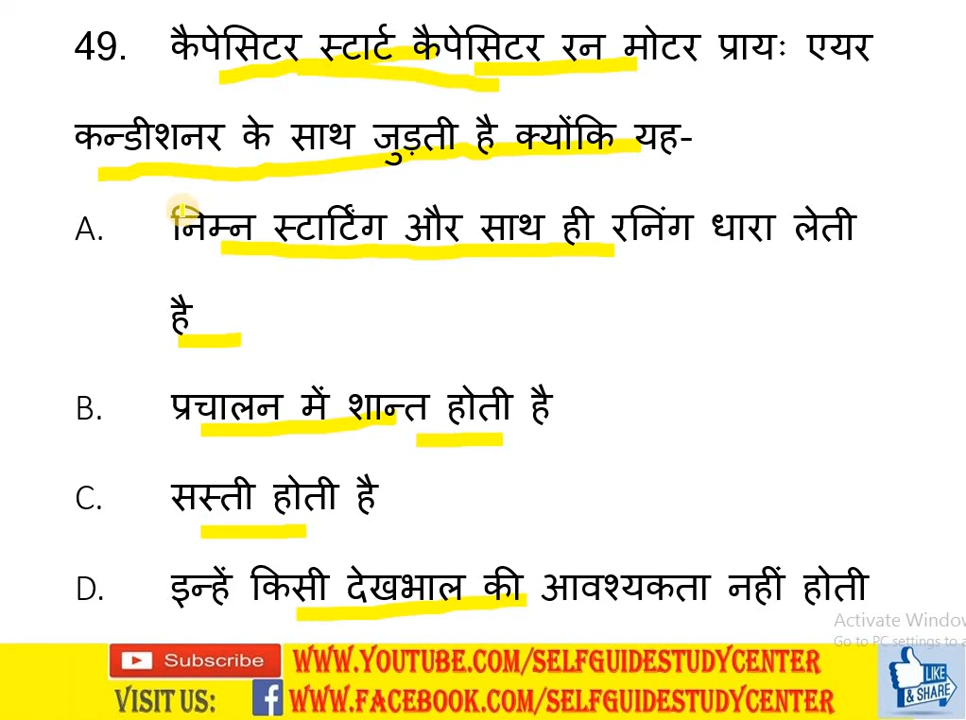 49. कैपेसिटर स्टार्ट कैपेसिटर रन मोटर प्रायः एयर
कन्डीशनर के साथ जुड़ती है क्योंकि यह-
A. निम्न स्टार्टिंग और साथ ही रनिंग धारा लेती
है
B. प्रचालन में शान्त होती है
C. सस्ती होती है
D. इन्हें किसी देखभाल की आवश्यकता नहीं होती
Activate Window
Go to PC settings to a
Subscribe WWW.YOUTUBE.COM/SELFGUIDESTUDYCENTER
VISIT US: f WWW.FACEBOOK.COM/SELFGUIDESTUDYCENTER
LIKE
& SHARE